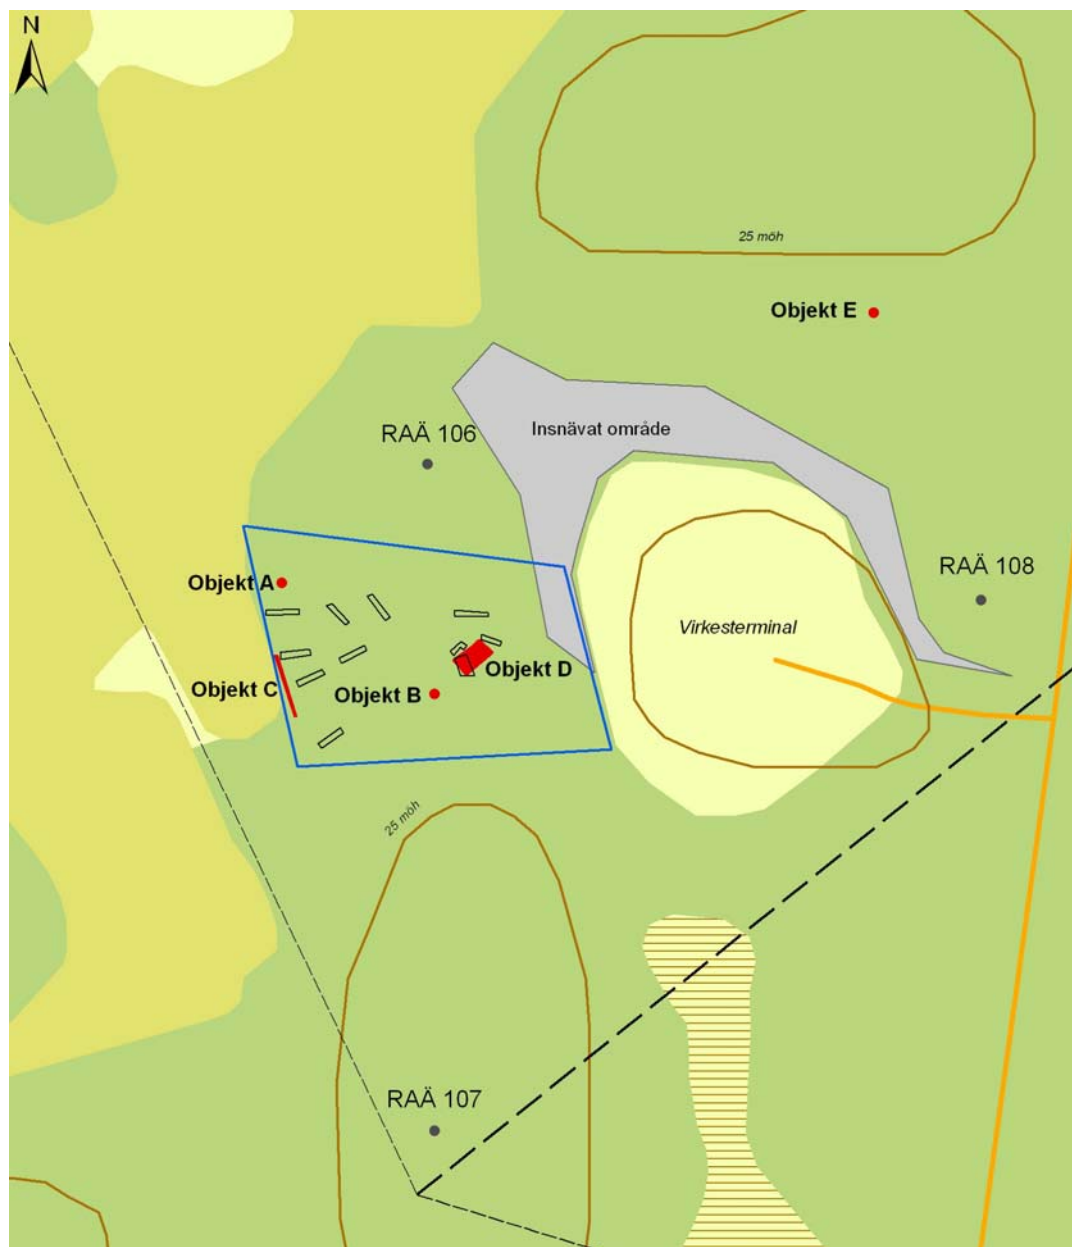 N
25 möh
Objekt E
Insnävat område
RAÄ 106
RAÄ 108
Objekt A
Virkesterminal
Objekt D
Objekt C
Objekt B
25 möh
RAÄ 107